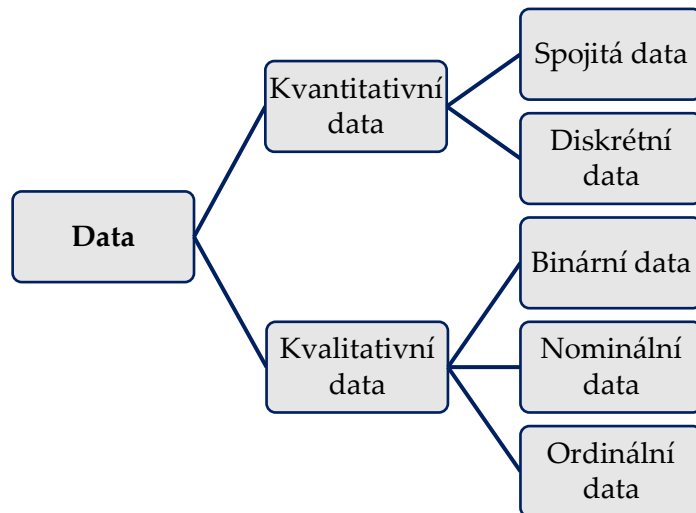 Data
Kvantitativní
data
Spojitá data
Diskrétní
data
Kvalitativní
data
Binární data
Nominální
data
Ordinální
data